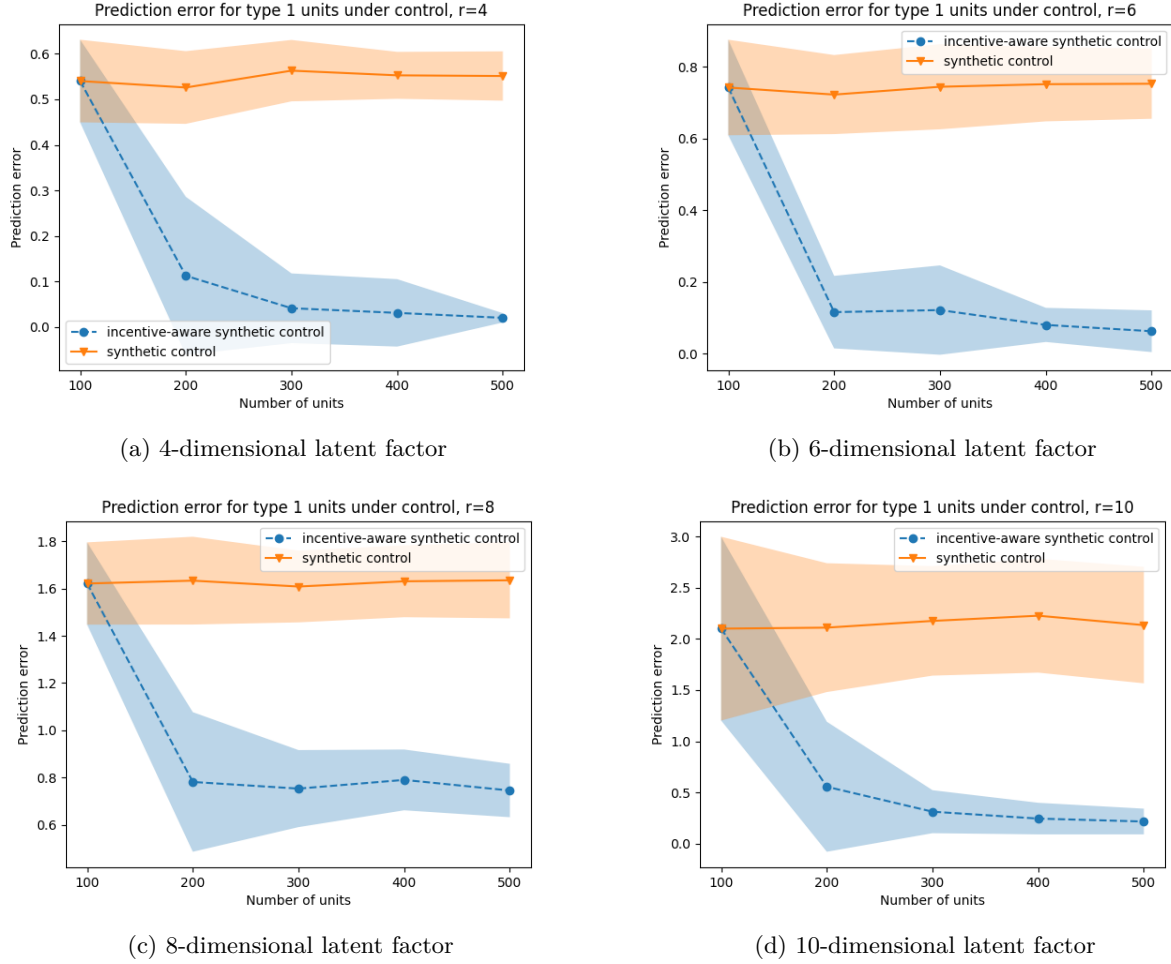 Prediction error for type 1 units under control, r=4
Prediction error
0.6
0.5
0.4
0.3
0.2
0.1
0.0
incentive-aware synthetic control
synthetic control
100
200
300
400
500
Number of units
(a) 4-dimensional latent factor
Prediction error for type 1 units under control, r=6
Prediction error
0.8
0.6
0.4
0.2
0.0
incentive-aware synthetic control
synthetic control
100
200
300
400
500
Number of units
(b) 6-dimensional latent factor
Prediction error for type 1 units under control, r=8
Prediction error
1.8
1.6
1.4
1.2
1.0
0.8
0.6
incentive-aware synthetic control
synthetic control
100
200
300
400
500
Number of units
(c) 8-dimensional latent factor
Prediction error for type 1 units under control, r=10
Prediction error
3.0
2.5
2.0
1.5
1.0
0.5
0.0
incentive-aware synthetic control
synthetic control
100
200
300
400
500
Number of units
(d) 10-dimensional latent factor